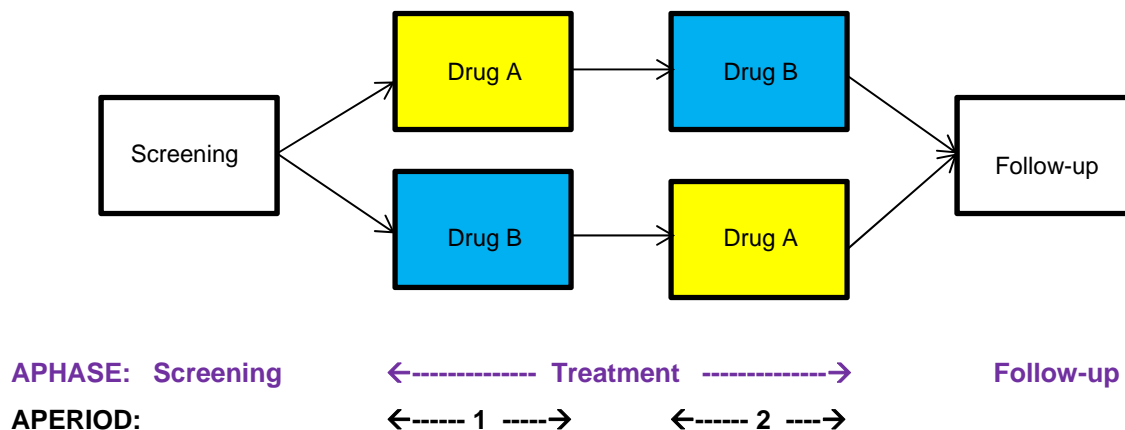 Drug A
Drug B
Screening
Follow-up
Drug B
Drug A
APHASE: Screening ←-------------- Treatment --------------→ Follow-up
APERIOD: ←------ 1 -----→ ←------ 2 ----→